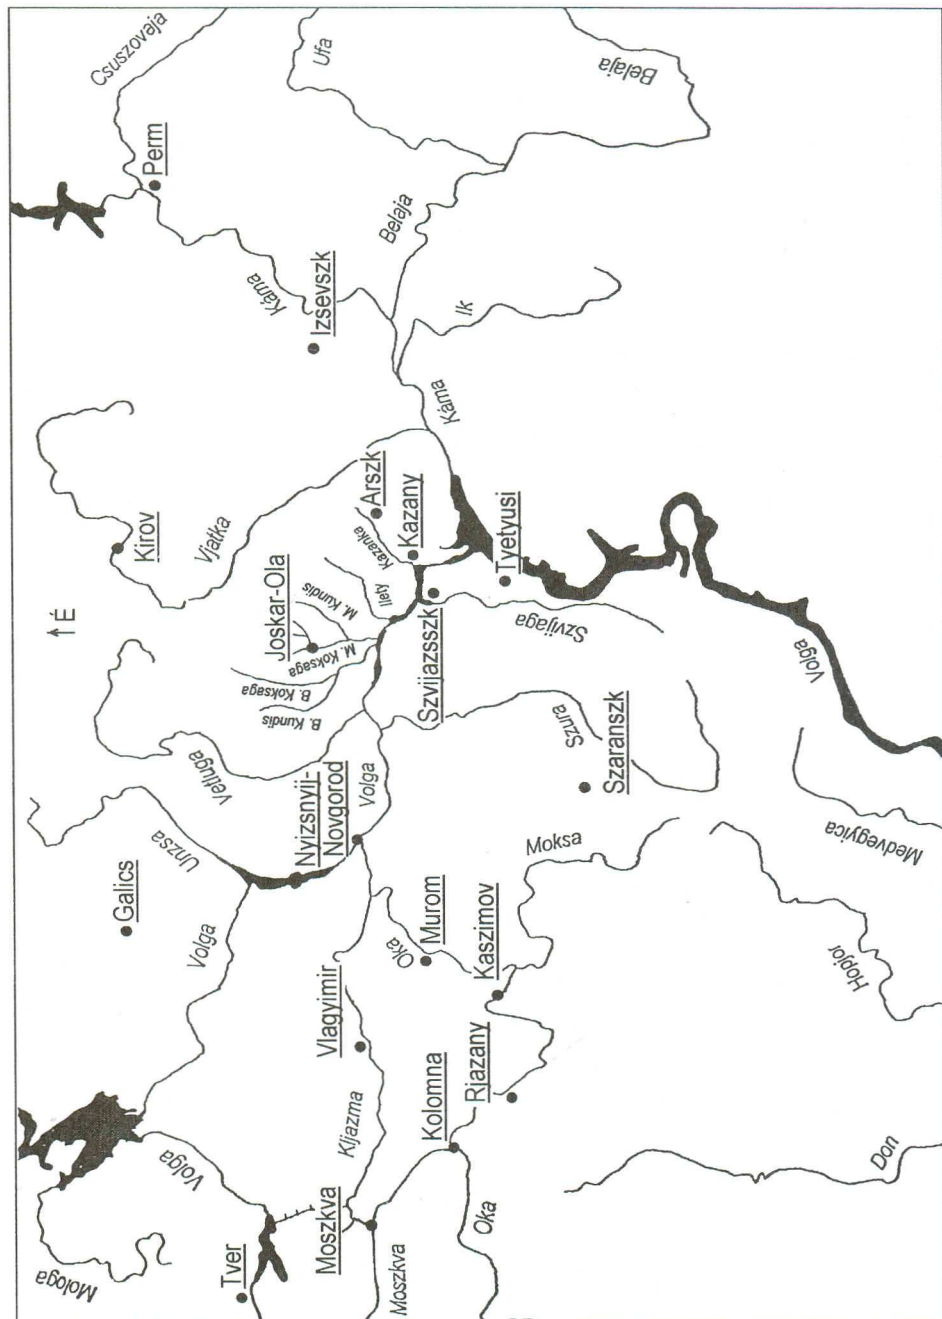 Mologa
Csuszovaja
Perm
Kirov
↑É
Galics
Volga
Tver
Unzsa
Vetluga
Vjatka
Káma
Ufa
Volga
B. Kundis
B. Koksaga
Joskar-Ola
M. Koksaga
M. Kundis
Izsevszk
Nyizsnyij-
Novgorod
Moszkva
Kljazma
Vlagyimir
Ilety
Kazanka
Arszk
Volga
Belaja
Moszkva
Oka
Kazany
Kolomna
Murom
Szvijazsszk
Káma
Ik
Belaja
Oka
Rjazany
Kaszimov
Moksa
Tyetyusi
Szvijaga
Szura
Szaranszk
Volga
Don
Hopjor
Medvegyica